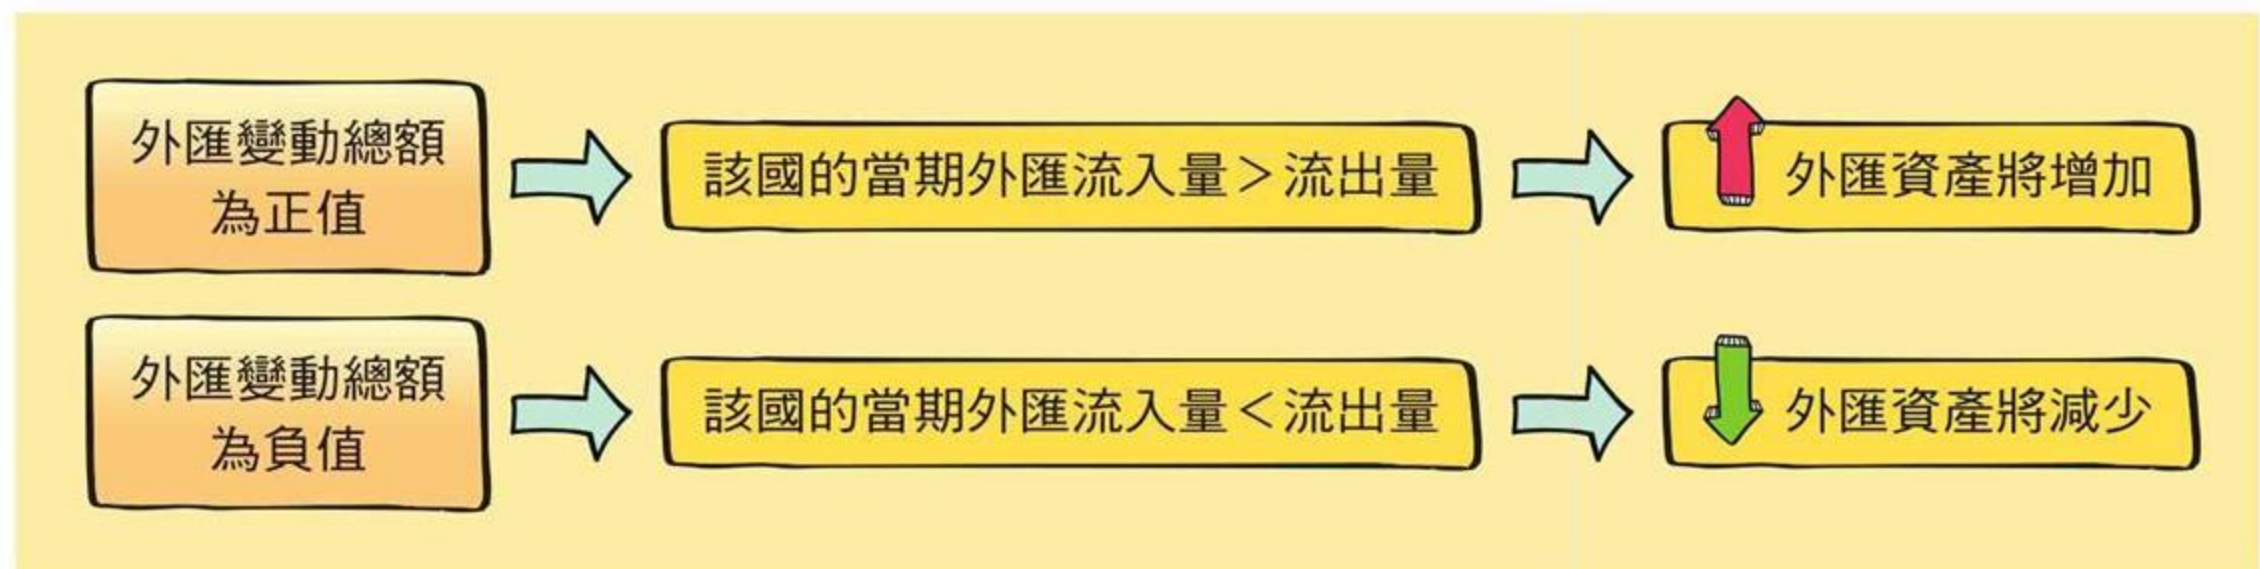 外匯變動總額
為正值
該國的當期外匯流入量＞流出量
外匯資產將增加
外匯變動總額
為負值
該國的當期外匯流入量＜流出量
外匯資產將減少